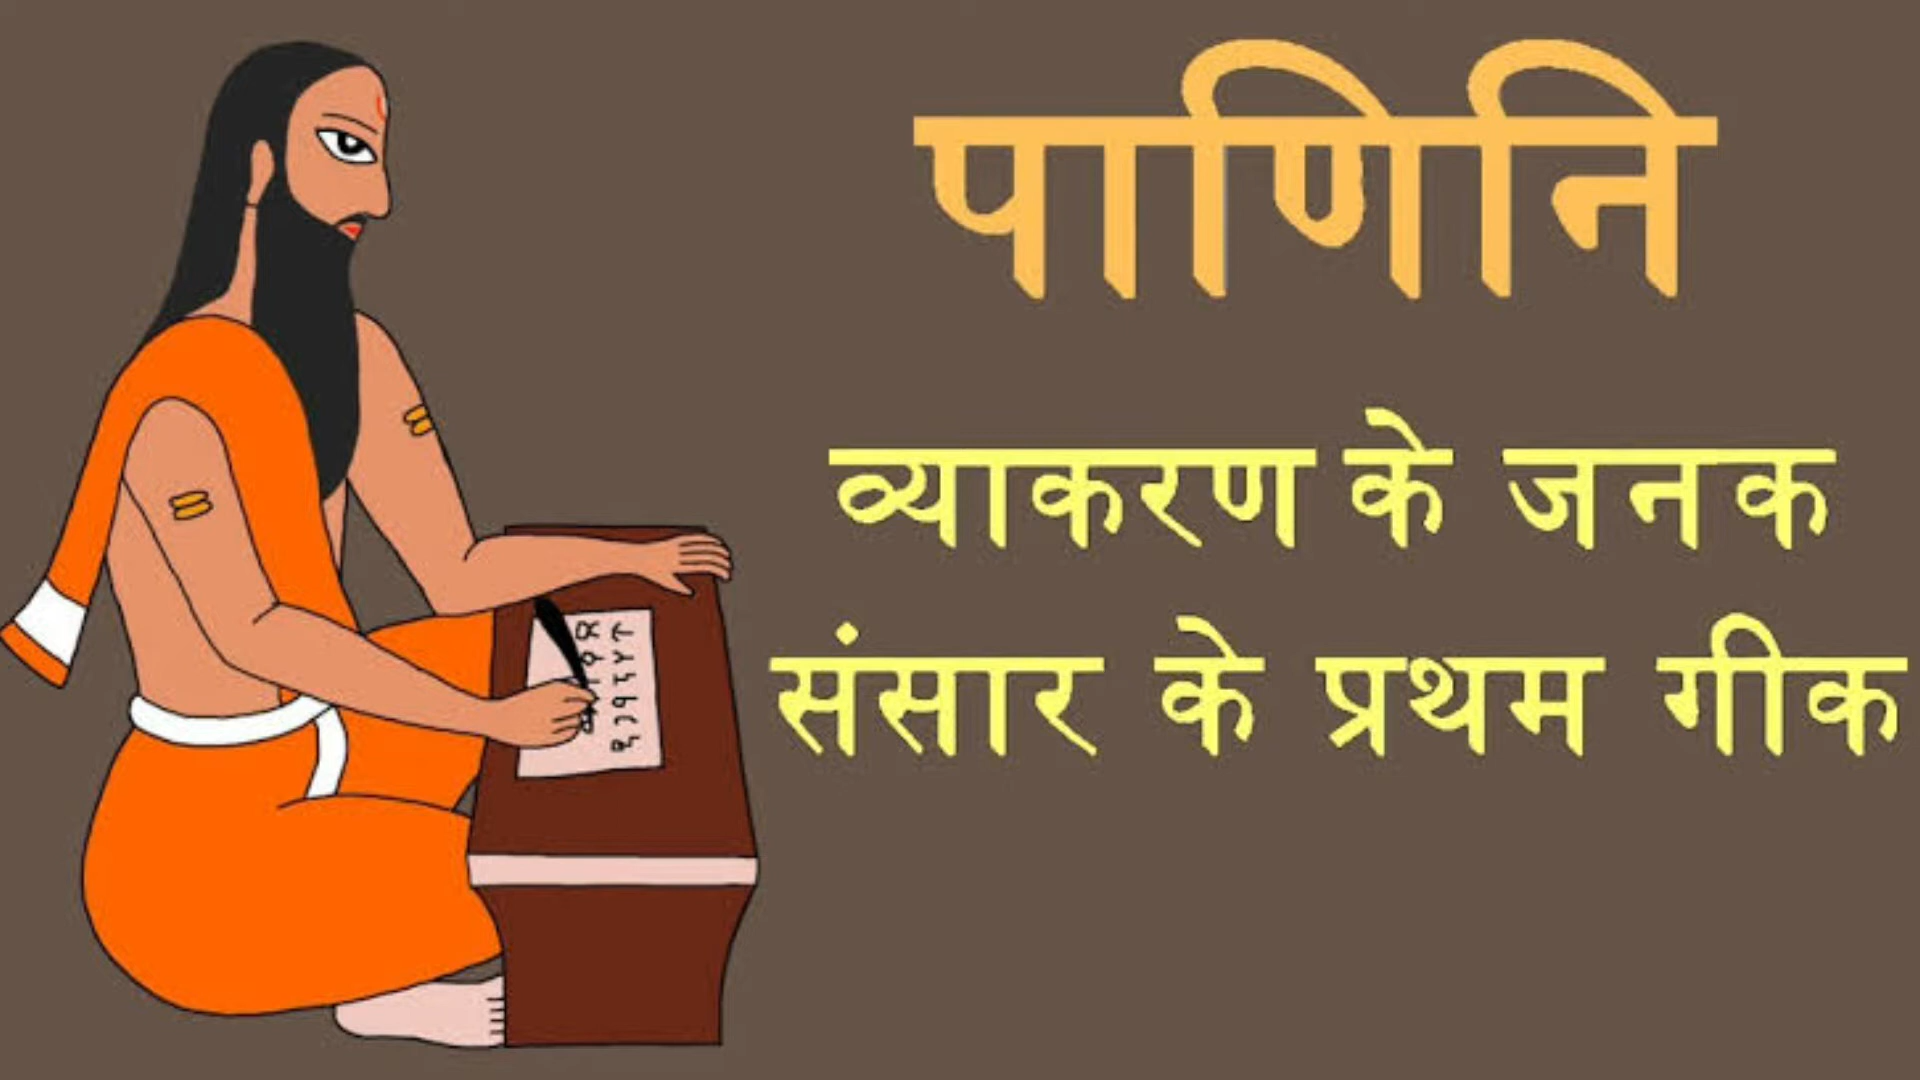 पाणिनि
व्याकरण के जनक
संसार के प्रथम गीक